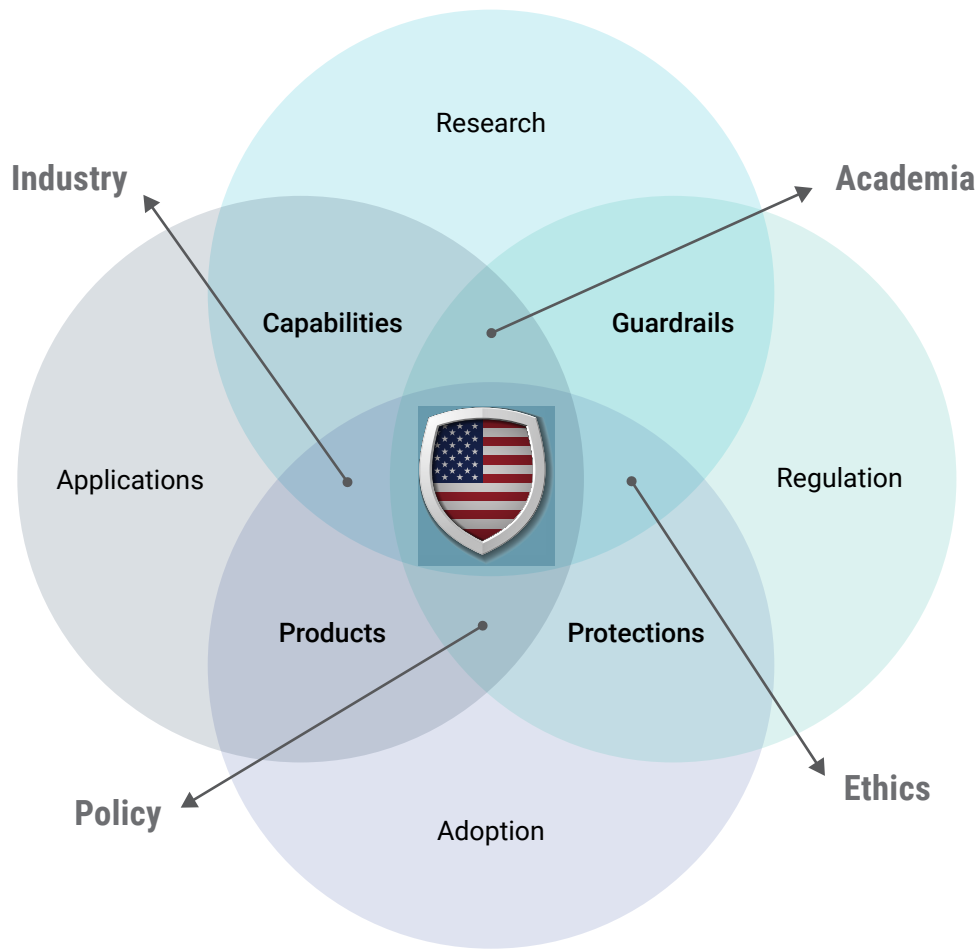 Research
Industry
Academia
Capabilities
Guardrails
Applications
Regulation
Products
Protections
Policy
Ethics
Adoption